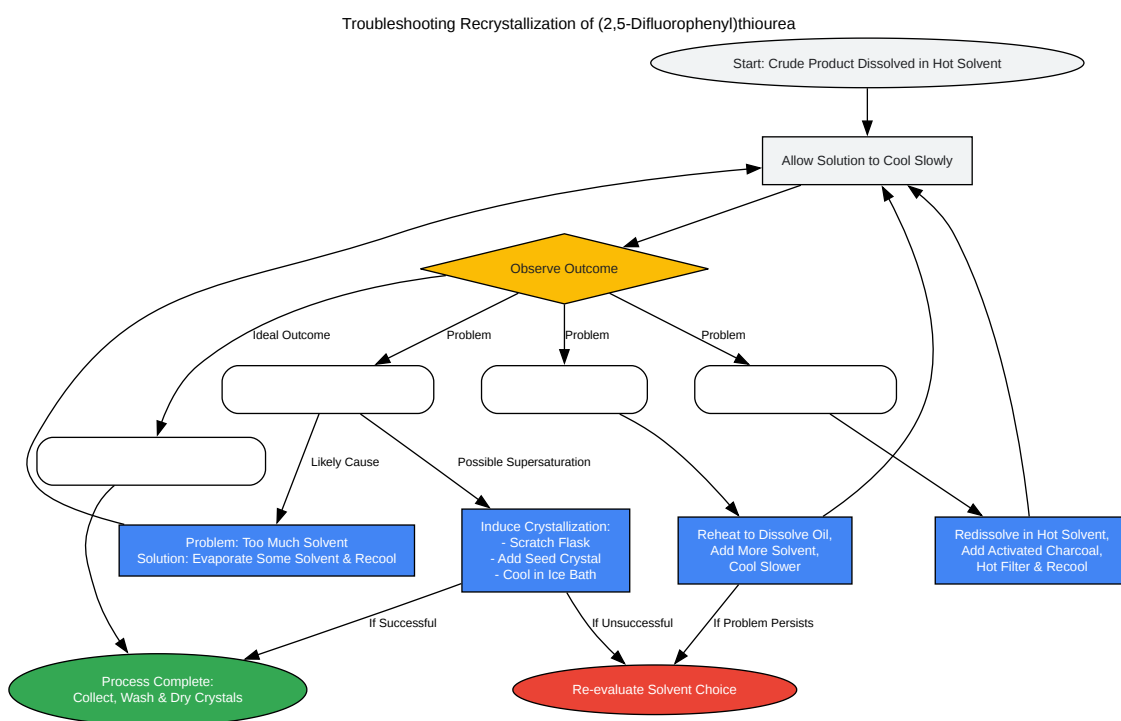 Troubleshooting Recrystallization of (2,5-Difluorophenyl)thiourea
Start: Crude Product Dissolved in Hot Solvent
Allow Solution to Cool Slowly
Observe Outcome
Ideal Outcome
Problem
Problem
Problem
Likely Cause
Possible Supersaturation
Problem: Too Much Solvent
Solution: Evaporate Some Solvent & Recool
Induce Crystallization:
- Scratch Flask
- Add Seed Crystal
- Cool in Ice Bath
Reheat to Dissolve Oil,
Add More Solvent,
Cool Slower
Redissolve in Hot Solvent,
Add Activated Charcoal,
Hot Filter & Recool
If Successful
If Unsuccessful
If Problem Persists
Process Complete:
Collect, Wash & Dry Crystals
Re-evaluate Solvent Choice